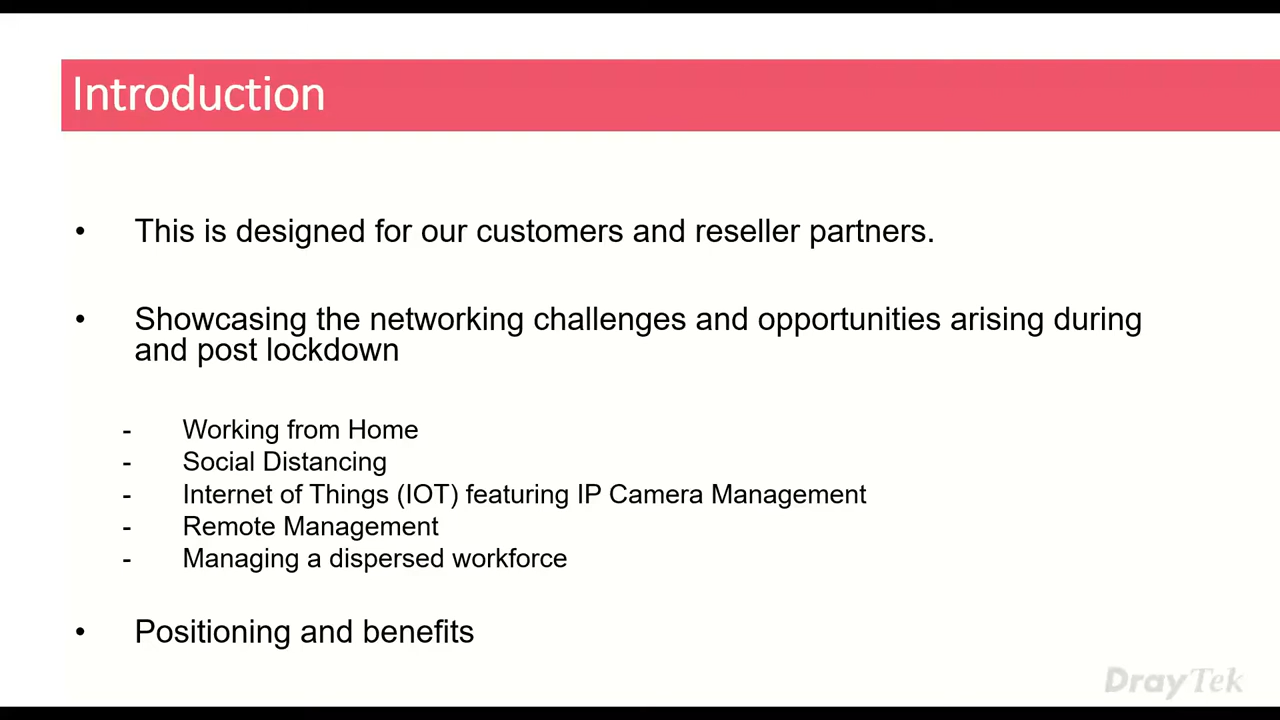 Introduction
• This is designed for our customers and reseller partners.
• Showcasing the networking challenges and opportunities arising during
and post lockdown
- Working from Home
- Social Distancing
- Internet of Things (IOT) featuring IP Camera Management
- Remote Management
- Managing a dispersed workforce
• Positioning and benefits
DrayTek